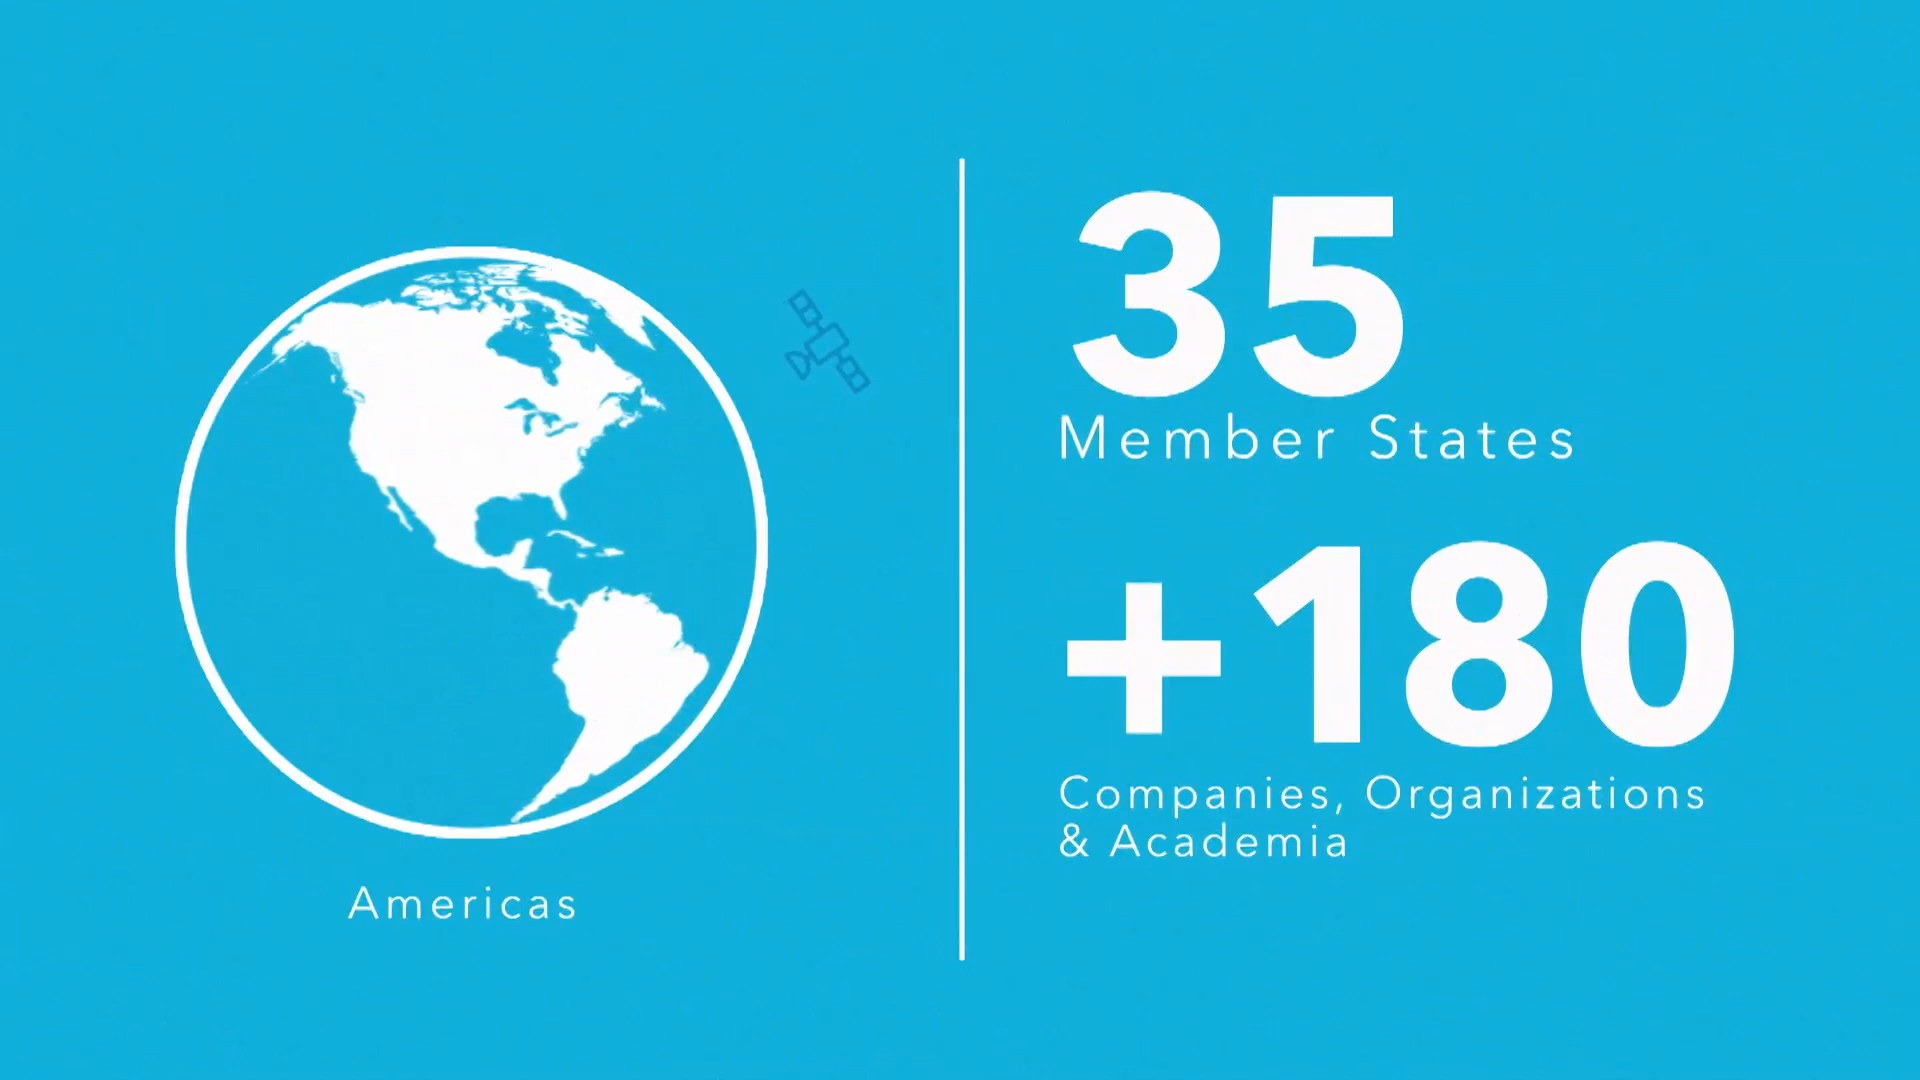 Americas
35
Member States
+180
Companies, Organizations
& Academia